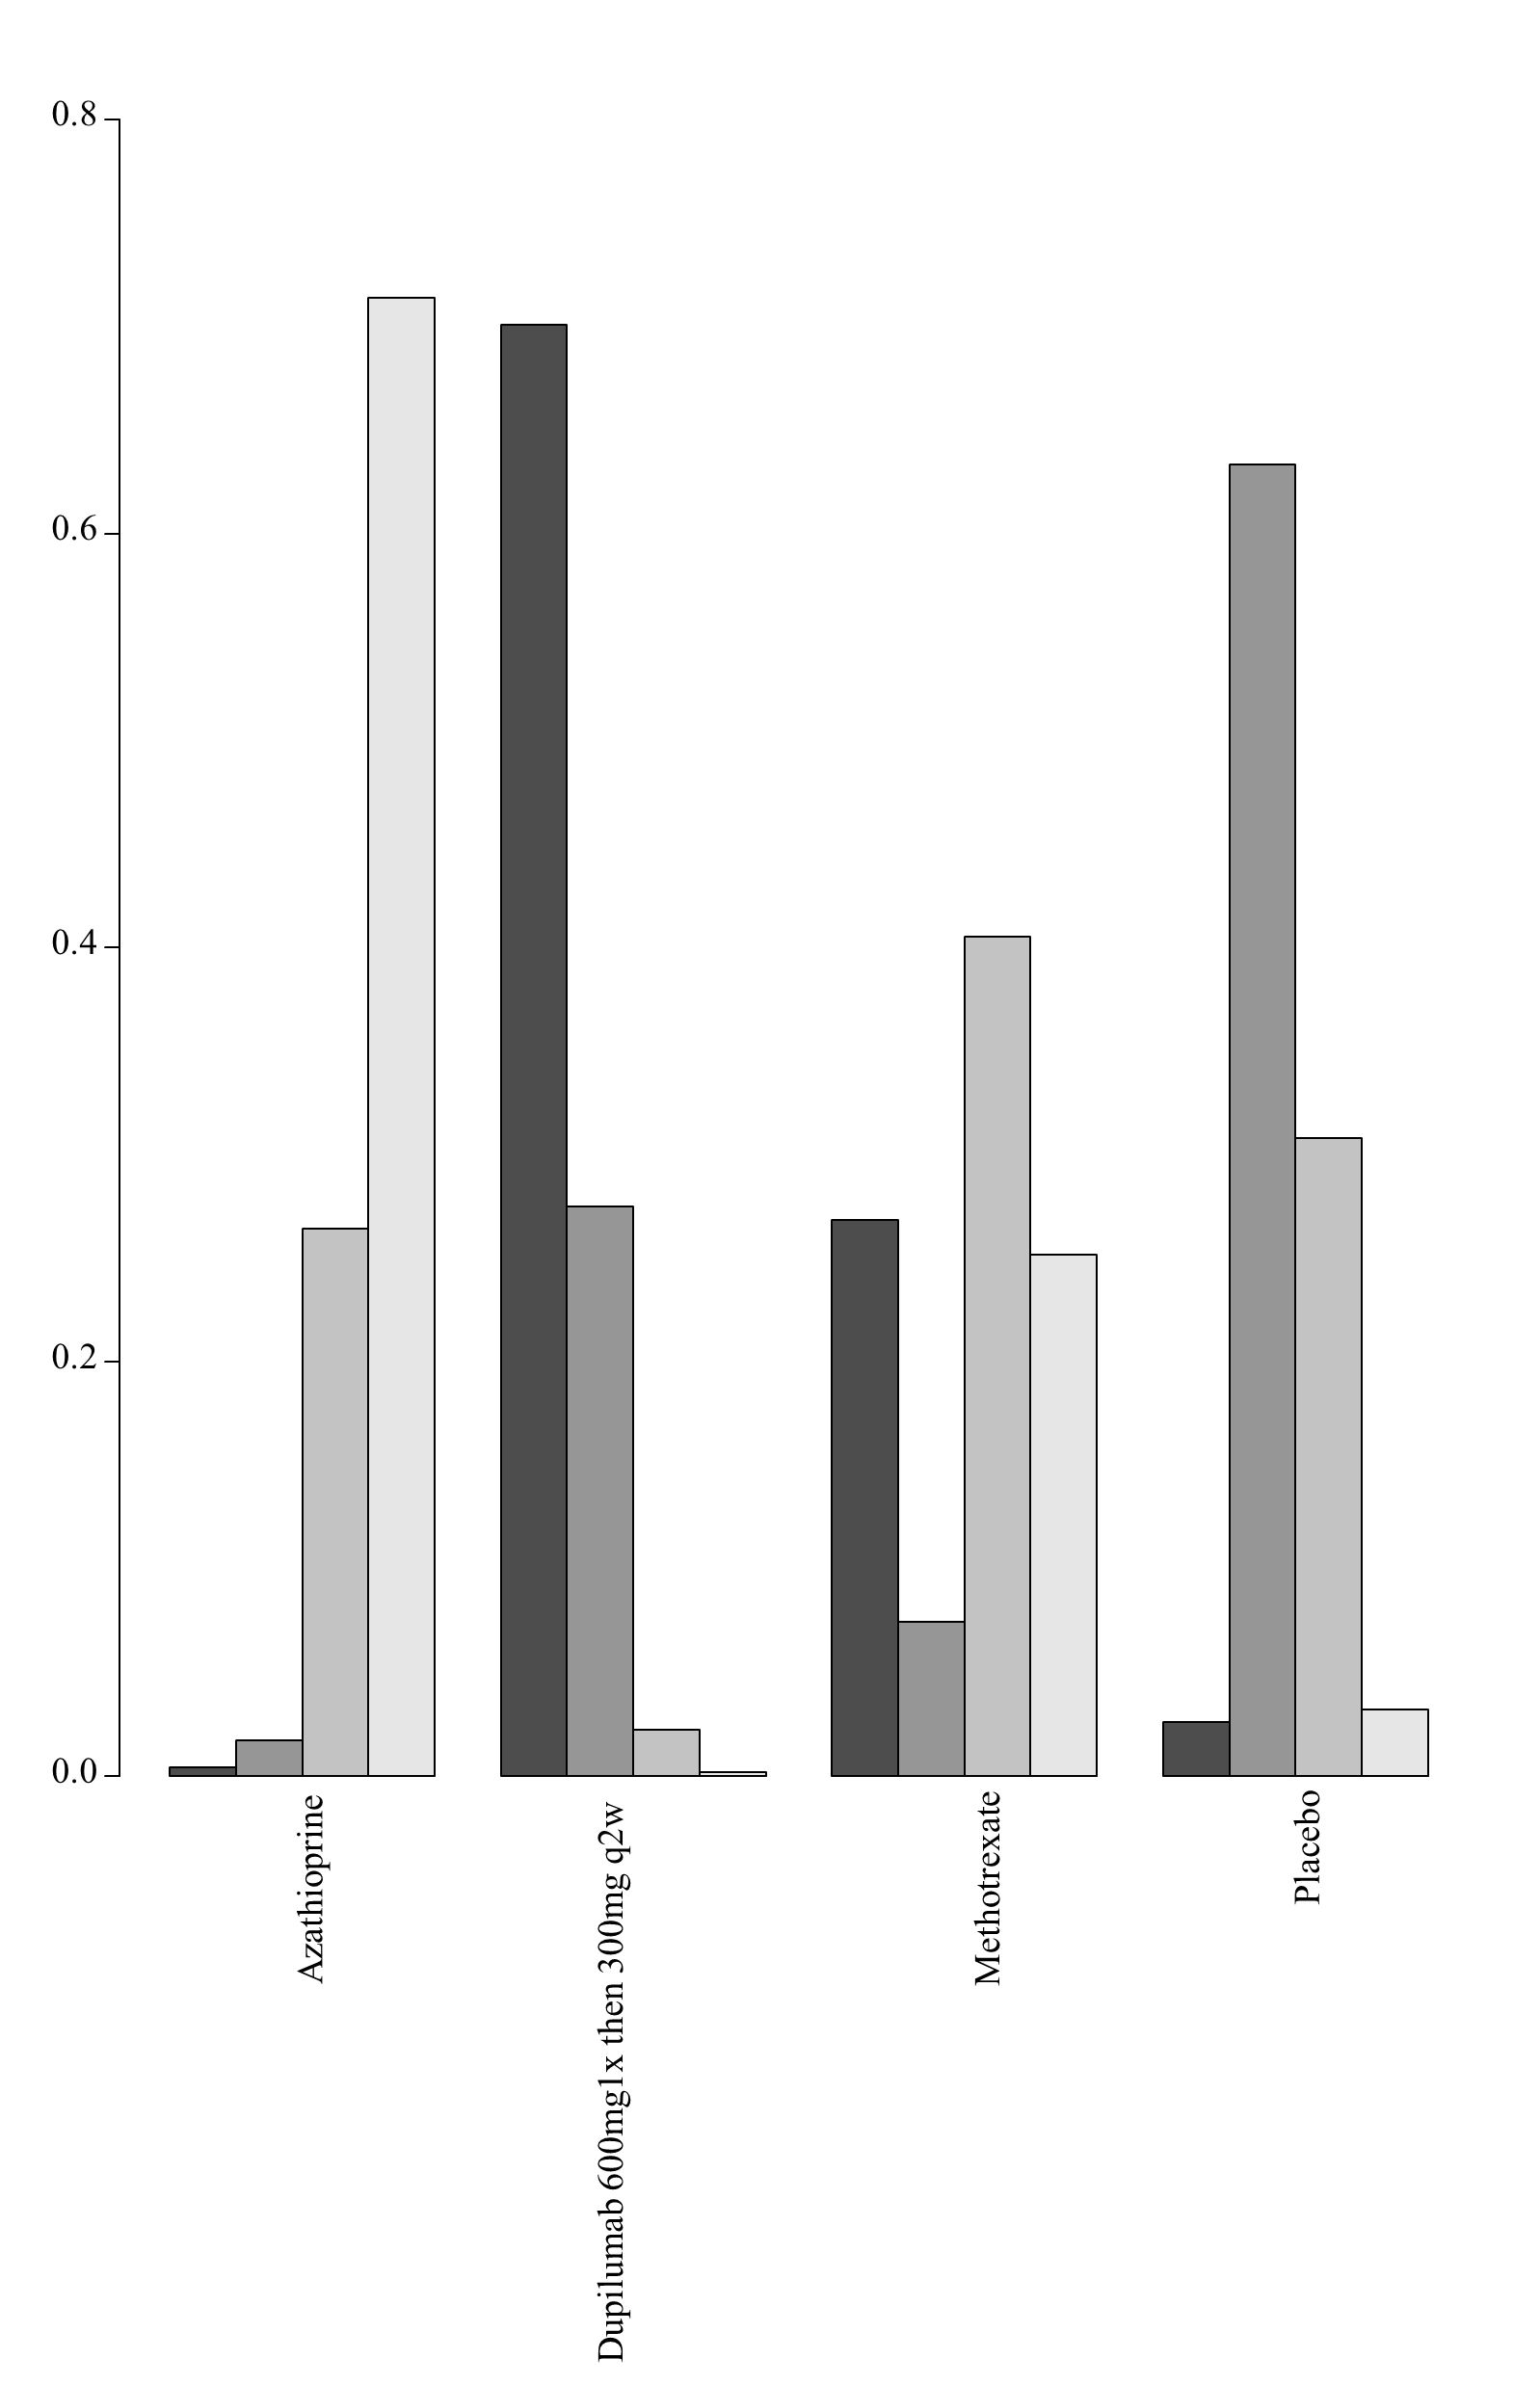 0.8
0.6
0.4
0.2
0.0
Azathioprine
Dupilumab 600mg1x then 300mg q2w
Methotrexate
Placebo